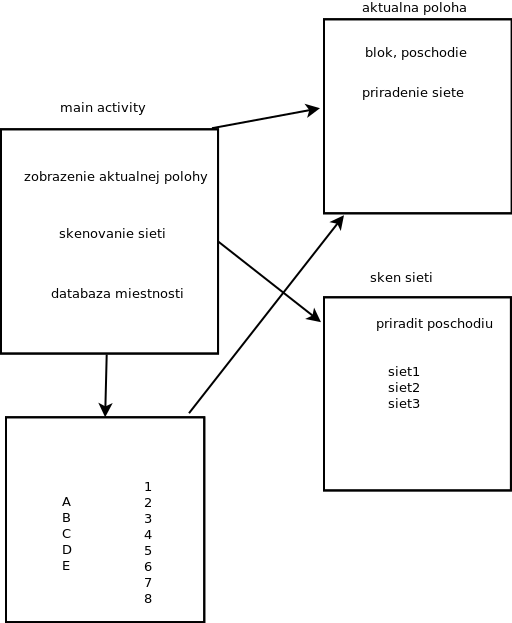 aktualna poloha
blok, poschodie
priradenie siete
main activity
zobrazenie aktualnej polohy
skenovanie sieti
databaza miestnosti
sken sieti
priradit poschodiu
siet1
siet2
siet3
A
B
C
D
E
1
2
3
4
5
6
7
8